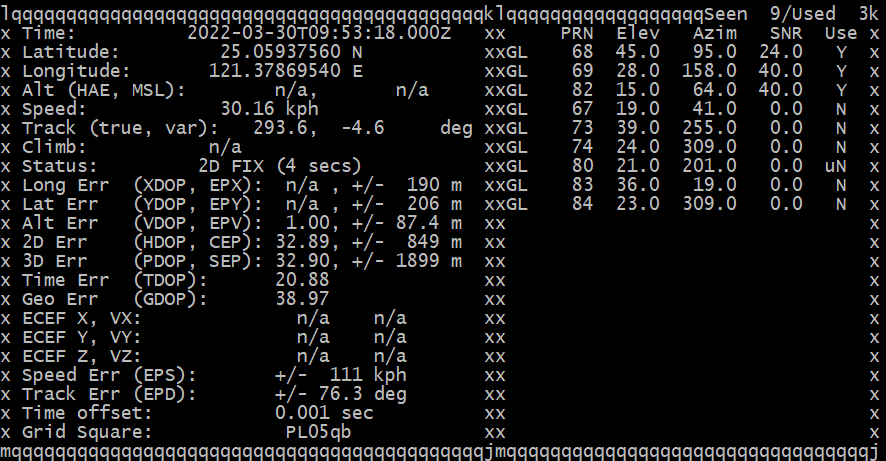 lqqqqqqqqqqqqqqqqqqqqqqqqqqqqqqqqqqqqqqqqqqqqqqqqqqqqklqqqqqqqqqqqqqqqqqqSeen  9/Used  3k
x Time:            2022-03-30T09:53:18.000Z    xx      PRN  Elev   Azim   SNR  Use x
x Latitude:            25.05937560 N           xxGL     68  45.0   95.0  24.0   Y  x
x Longitude:          121.37869540 E           xxGL     69  28.0  158.0  40.0   Y  x
x Alt (HAE, MSL):          n/a,         n/a    xxGL     82  15.0   64.0  40.0   Y  x
x Speed:               30.16 kph               xxGL     67  19.0   41.0   0.0   N  x
x Track (true, var):   293.6,  -4.6      deg   xxGL     73  39.0  255.0   0.0   N  x
x Climb:              n/a                      xxGL     74  24.0  309.0   0.0   N  x
x Status:           2D FIX (4 secs)            xxGL     80  21.0  201.0   0.0  uN  x
x Long Err  (XDOP, EPX):  n/a , +/-  190 m     xxGL     83  36.0   19.0   0.0   N  x
x Lat Err   (YDOP, EPY):  n/a , +/-  206 m     xxGL     84  23.0  309.0   0.0   N  x
x Alt Err   (VDOP, EPV):  1.00, +/- 87.4 m     xx                                  x
x 2D Err    (HDOP, CEP): 32.89, +/-  849 m     xx                                  x
x 3D Err    (PDOP, SEP): 32.90, +/- 1899 m     xx                                  x
x Time Err  (TDOP):       20.88                xx                                  x
x Geo Err   (GDOP):       38.97                xx                                  x
x ECEF X, VX:               n/a     n/a        xx                                  x
x ECEF Y, VY:               n/a     n/a        xx                                  x
x ECEF Z, VZ:               n/a     n/a        xx                                  x
x Speed Err (EPS):        +/-  111 kph         xx                                  x
x Track Err (EPD):        +/- 76.3 deg         xx                                  x
x Time offset:            0.001 sec            xx                                  x
x Grid Square:             PL05qb              xx                                  x
mqqqqqqqqqqqqqqqqqqqqqqqqqqqqqqqqqqqqqqqqqqqqqqqqqqqqjmqqqqqqqqqqqqqqqqqqqqqqqqqqqqqqqqqqqqj